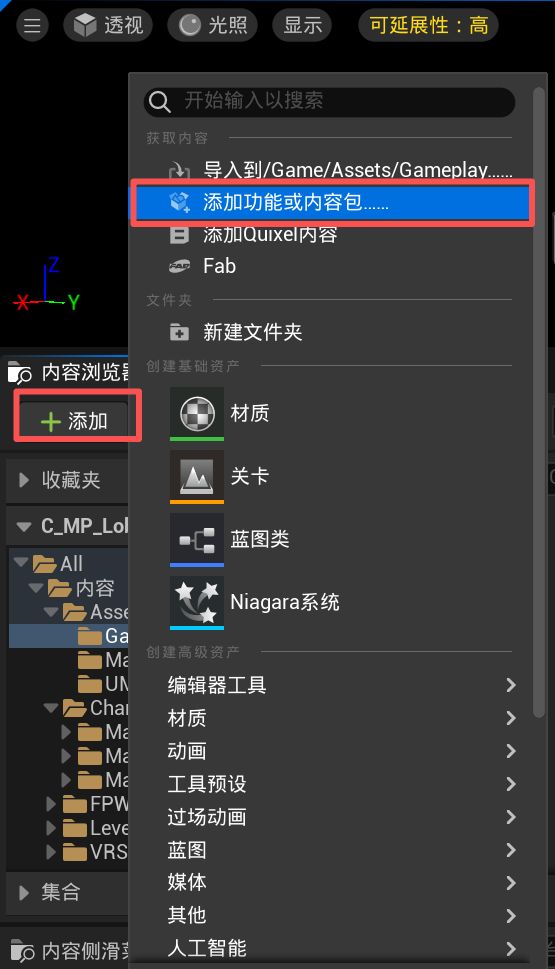 透视 光照 显示 可延展性：高
开始输入以搜索
获取内容
导入到/Game/Assets/Gameplay......
添加功能或内容包......
添加Quixel内容
Fab
文件夹
新建文件夹
创建基础资产
材质
关卡
蓝图类
Niagara系统
创建高级资产
编辑器工具
材质
动画
工具预设
过场动画
蓝图
媒体
其他
人工智能
Z
X
Y
内容浏览器
添加
收藏夹
C_MP_Lo
All
内容
Asse
Ga
Ma
UM
Char
Ma
Ma
Ma
FPW
Leve
VRS
集合
内容侧滑菜